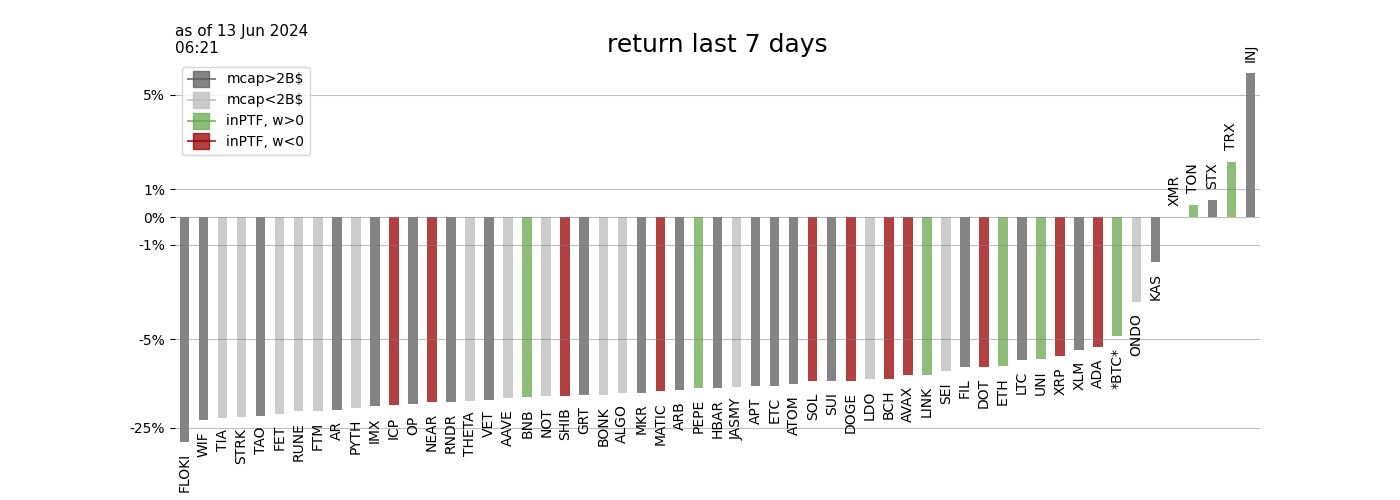 as of 13 Jun 2024
06:21
return last 7 days
mcap>2B$
mcap<2B$
inPTF, w>0
inPTF, w<0
5%
1%
0%
-1%
-5%
-25%
FLOKI
WIF
TIA
STRK
TAO
FET
RUNE
FTM
AR
PYTH
IMX
ICP
OP
NEAR
RNDR
THETA
VET
AAVE
BNB
NOT
SHIB
GRT
BONK
ALGO
MKR
MATIC
ARB
PEPE
HBAR
JASMY
APT
ETC
ATOM
SOL
SUI
DOGE
LDO
BCH
AVAX
LINK
SEI
FIL
DOT
ETH
LTC
UNI
XRP
XLM
ADA
*BTC*
ONDO
KAS
XMR
TON
STX
TRX
INJ